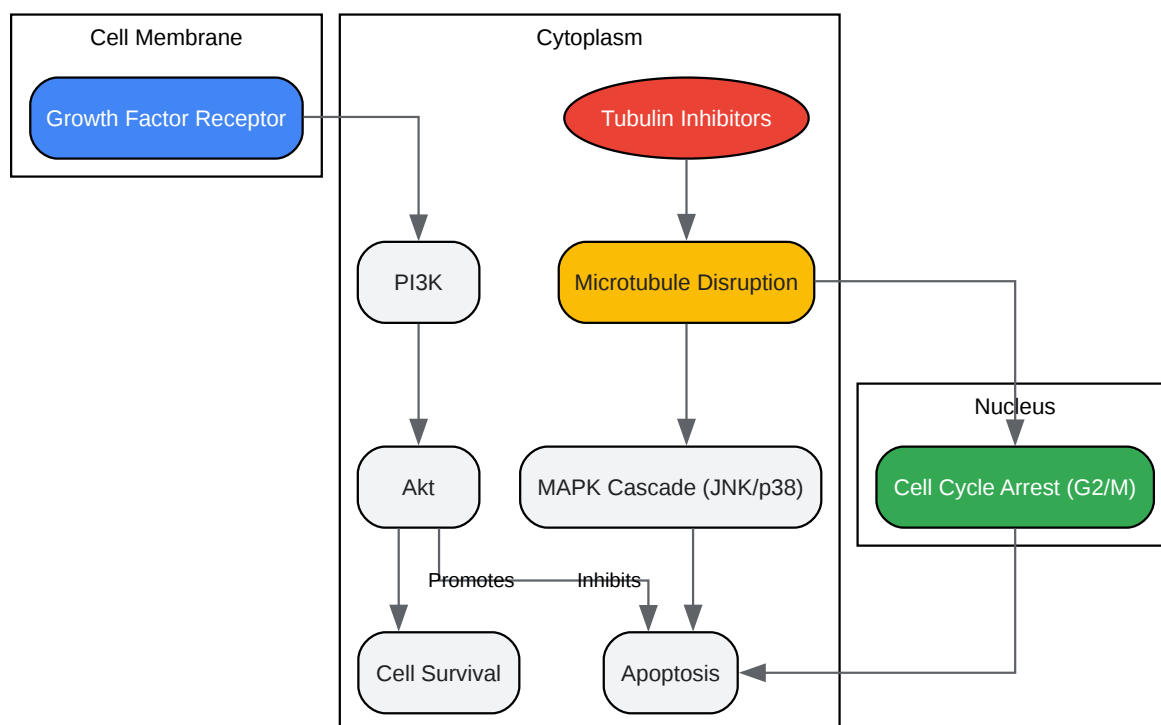 Cell Membrane
Cytoplasm
Growth Factor Receptor
Tubulin Inhibitors
PI3K
Microtubule Disruption
Nucleus
Akt
MAPK Cascade (JNK/p38)
Cell Cycle Arrest (G2/M)
Promotes
Inhibits
Cell Survival
Apoptosis